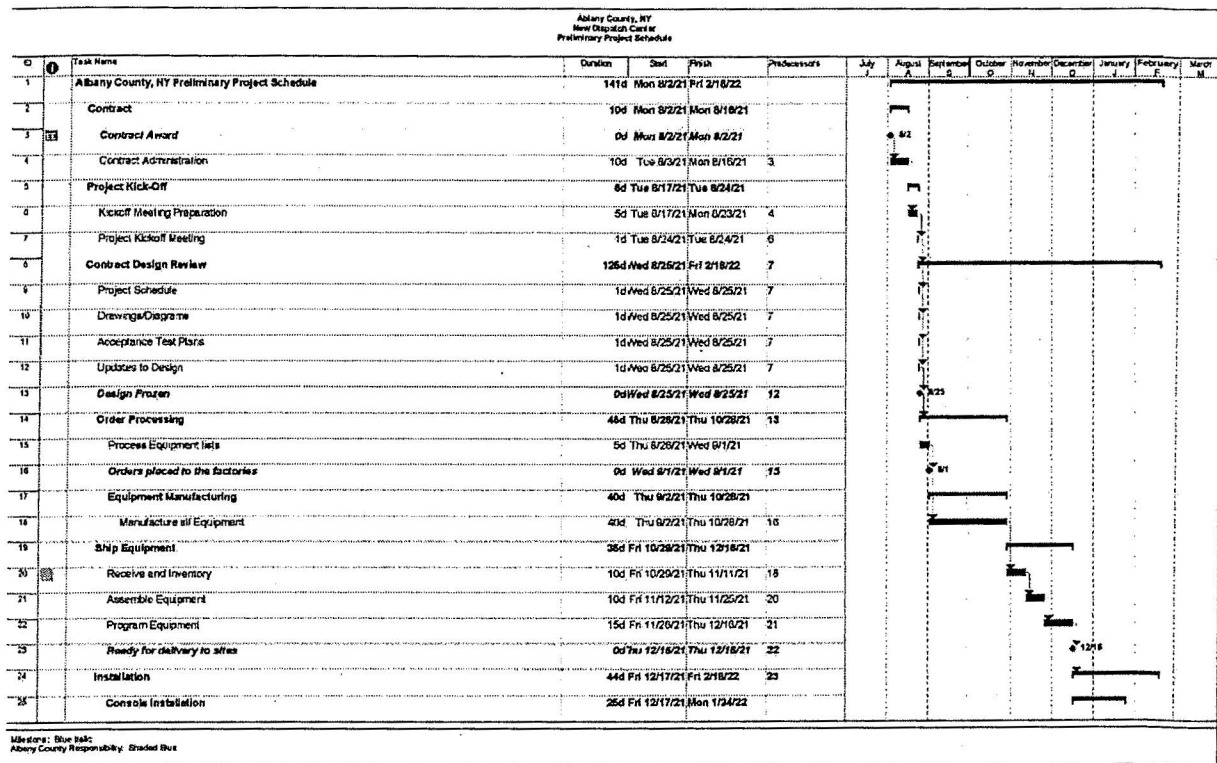 Ablany County, NY
New Dispatch Center
Preliminary Project Schedule
ID Task Name Duration Start Finish Predecessors July August September October November December January February March
J A S O N D J F M
1 Albany County, NY Preliminary Project Schedule 141d Mon 8/2/21 Fri 2/18/22
2 Contract 10d Mon 8/2/21 Mon 8/16/21
3 Contract Award 0d Mon 8/2/21 Mon 8/2/21 8/2
4 Contract Administration 10d Tue 8/3/21 Mon 8/16/21 3
5 Project Kick-Off 6d Tue 8/17/21 Tue 8/24/21
6 Kickoff Meeting Preparation 5d Tue 8/17/21 Mon 8/23/21 4
7 Project Kickoff Meeting 1d Tue 8/24/21 Tue 8/24/21 6
8 Contract Design Review 125d Wed 8/25/21 Fri 2/18/22 7
9 Project Schedule 1d Wed 8/25/21 Wed 8/25/21 7
10 Drawings/Diagrams 1d Wed 8/25/21 Wed 8/25/21 7
11 Acceptance Test Plans 1d Wed 8/25/21 Wed 8/25/21 7
12 Updates to Design 1d Wed 8/25/21 Wed 8/25/21 7
13 Design Frozen 0d Wed 8/25/21 Wed 8/25/21 12 8/25
14 Order Processing 45d Thu 8/26/21 Thu 10/28/21 13
15 Process Equipment lists 5d Thu 8/26/21 Wed 9/1/21
16 Orders placed to the factories 0d Wed 9/1/21 Wed 9/1/21 15 9/1
17 Equipment Manufacturing 40d Thu 9/2/21 Thu 10/28/21
18 Manufacture all Equipment 40d Thu 9/2/21 Thu 10/28/21 16
19 Ship Equipment 35d Fri 10/29/21 Thu 12/16/21
20 Receive and Inventory 10d Fri 10/29/21 Thu 11/11/21 18
21 Assemble Equipment 10d Fri 11/12/21 Thu 11/25/21 20
22 Program Equipment 15d Fri 11/26/21 Thu 12/16/21 21
23 Ready for delivery to sites 0d Thu 12/16/21 Thu 12/16/21 22 12/16
24 Installation 44d Fri 12/17/21 Fri 2/18/22 23
25 Console Installation 25d Fri 12/17/21 Mon 1/24/22
Milestone: Blue Italic
Albany County Responsibility: Shaded Blue